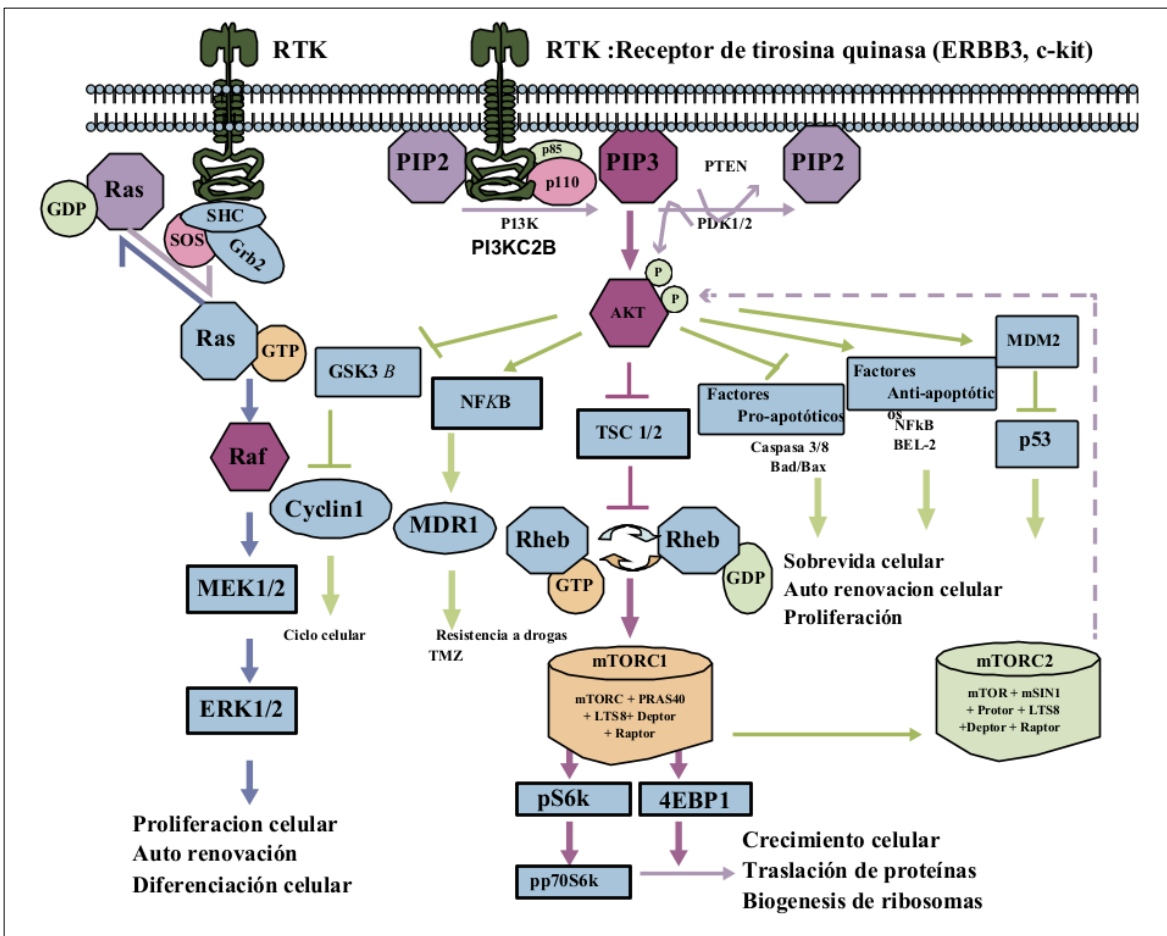 RTK
RTK :Receptor de tirosina quinasa (ERBB3, c-kit)
PIP2
p85
p110
PIP3
PTEN
PIP2
Ras
GDP
SHC
SOS
Grb2
P13K
PI3KC2B
PDK1/2
P
P
AKT
Ras
GTP
GSK3 B
NFKB
TSC 1/2
Factores
Pro-apotóticos
Caspasa 3/8
Bad/Bax
Factores
Anti-apoptótic
os
NFkB
BEL-2
MDM2
p53
Raf
Cyclin1
MDR1
Rheb
GTP
Rheb
GDP
MEK1/2
Ciclo celular
Resistencia a drogas
TMZ
Sobrevida celular
Auto renovacion celular
Proliferación
ERK1/2
mTORC1
mTORC + PRAS40
+ LTS8+ Deptor
+ Raptor
mTORC2
mTOR + mSIN1
+ Protor + LTS8
+Deptor + Raptor
pS6k
4EBP1
pp70S6k
Proliferacion celular
Auto renovación
Diferenciación celular
Crecimiento celular
Traslación de proteínas
Biogenesis de ribosomas